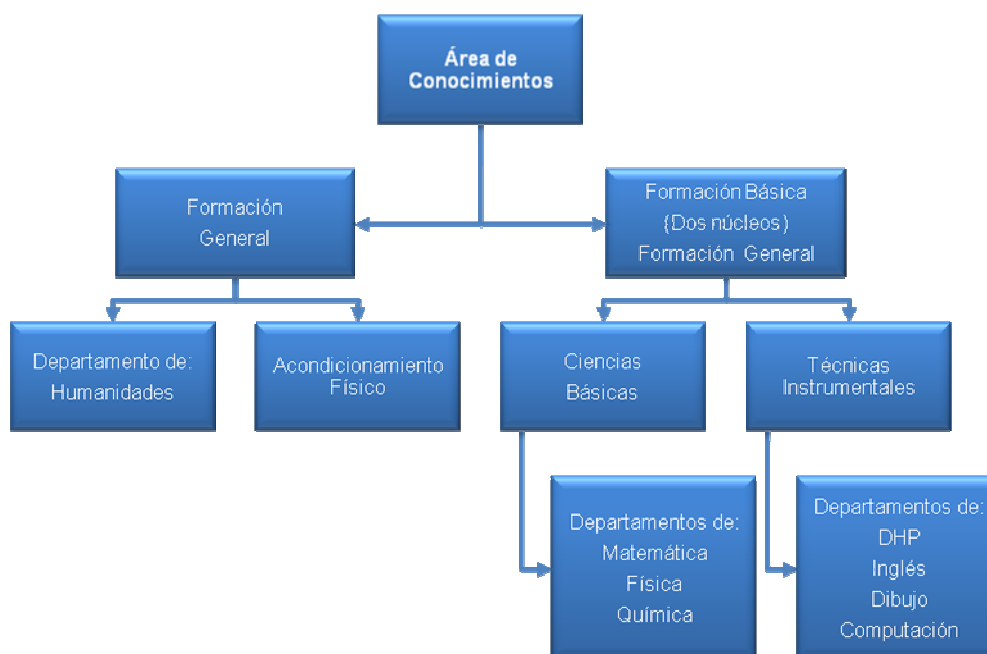 Área de
Conocimientos
Formación
General
Formación Básica
(Dos núcleos)
Formación General
Departamento de:
Humanidades
Acondicionamiento
Físico
Ciencias
Básicas
Técnicas
Instrumentales
Departamentos de:
Matemática
Física
Química
Departamentos de:
DHP
Inglés
Dibujo
Computación